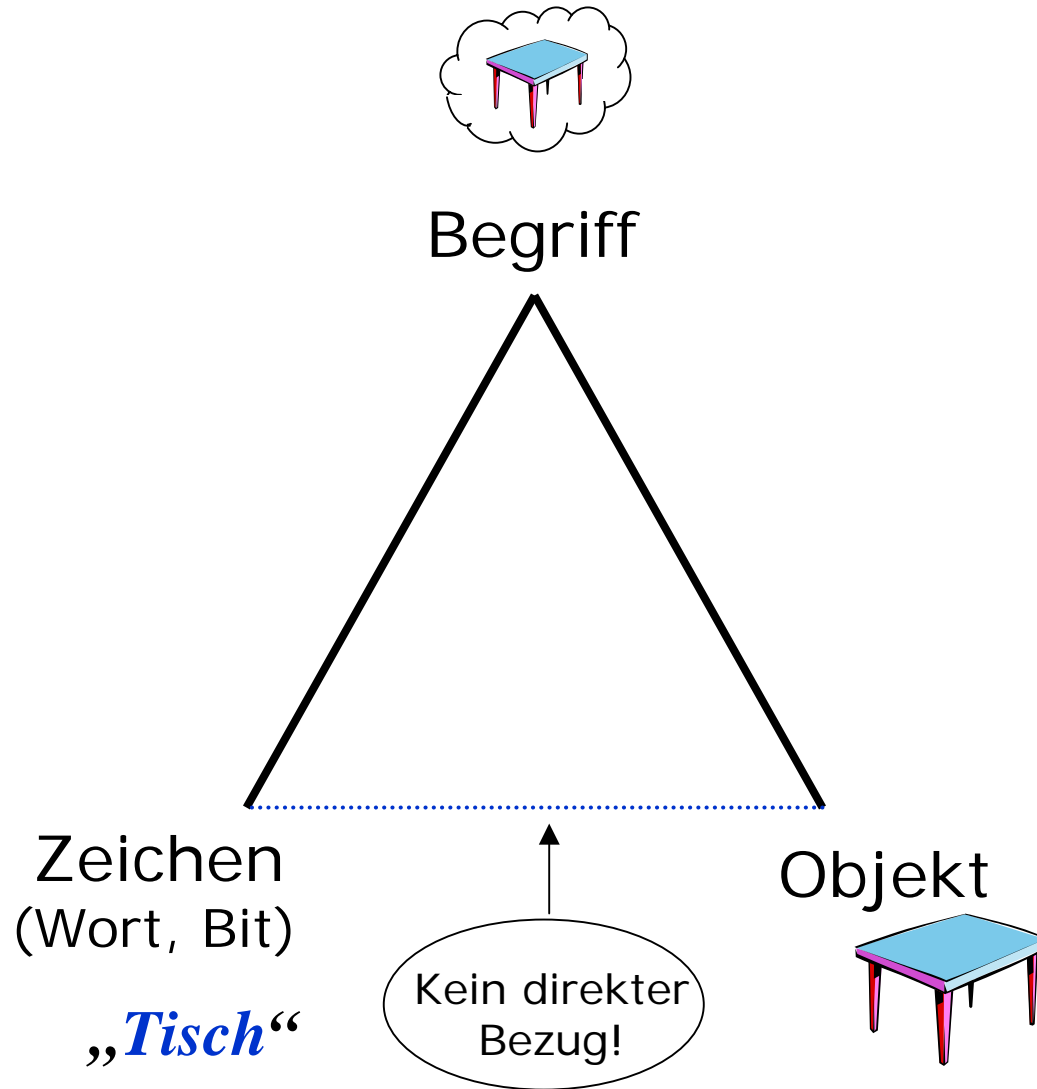 Begriff
Zeichen
(Wort, Bit)
„Tisch“
Kein direkter
Bezug!
Objekt